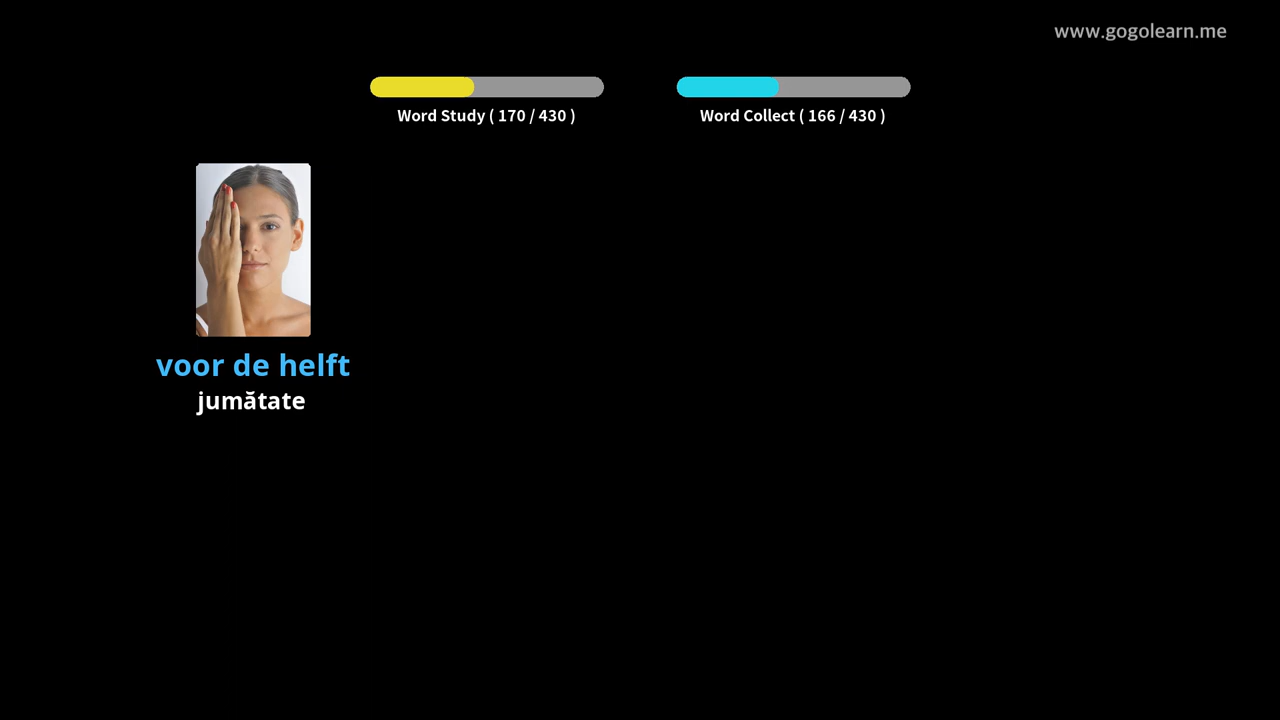 www.gogolearn.me
Word Study ( 170 / 430 )
Word Collect ( 166 / 430 )
voor de helft
jumătate